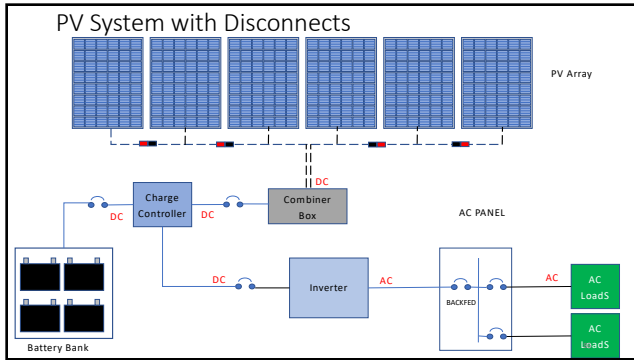 PV System with Disconnects
PV Array
DC
Charge
Controller
Combiner
Box
DC
DC
AC PANEL
DC
Inverter
AC
BACKFED
AC
AC
LoadS
AC
LoadS
Battery Bank